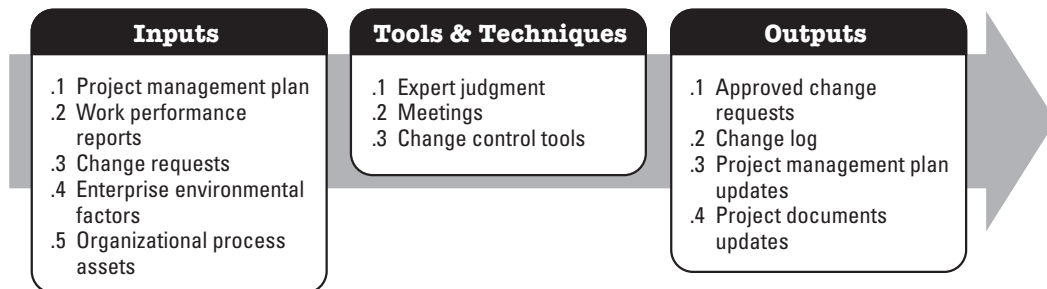 Inputs
.1 Project management plan
.2 Work performance
reports
.3 Change requests
.4 Enterprise environmental
factors
.5 Organizational process
assets
Tools & Techniques
.1 Expert judgment
.2 Meetings
.3 Change control tools
Outputs
.1 Approved change
requests
.2 Change log
.3 Project management plan
updates
.4 Project documents
updates